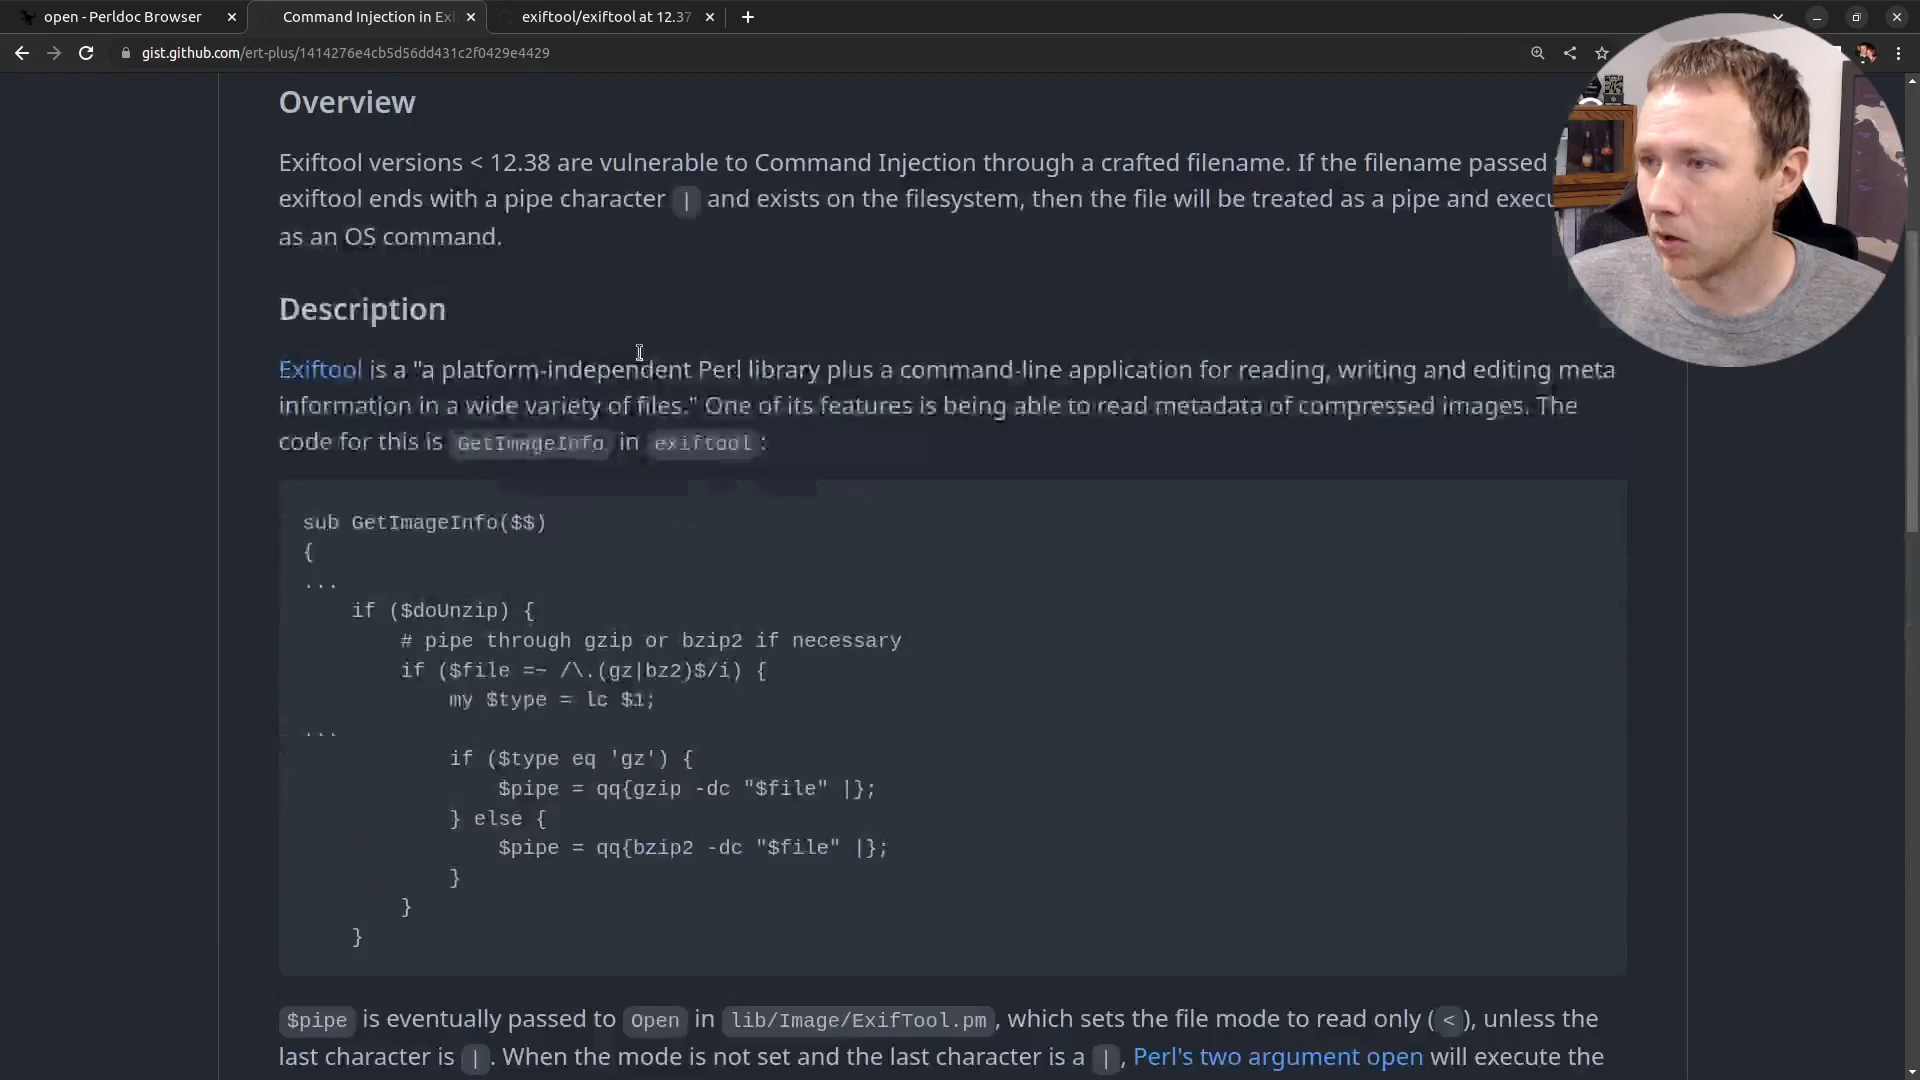 open - Perldoc Browser
Command Injection in Exi
exiftool/exiftool at 12.37
gist.github.com/ert-plus/1414276e4cb5d56dd431c2f0429e4429
Overview
Exiftool versions < 12.38 are vulnerable to Command Injection through a crafted filename. If the filename passed
exiftool ends with a pipe character | and exists on the filesystem, then the file will be treated as a pipe and execu
as an OS command.
Description
Exiftool is a "a platform-independent Perl library plus a command-line application for reading, writing and editing meta
information in a wide variety of files." One of its features is being able to read metadata of compressed images. The
code for this is GetImageInfo in exiftool:
sub GetImageInfo($$)
{
...
if ($doUnzip) {
# pipe through gzip or bzip2 if necessary
if ($file =~ /\.(gz|bz2)$/i) {
my $type = lc $1;
...
if ($type eq 'gz') {
$pipe = qq{gzip -dc "$file" |};
} else {
$pipe = qq{bzip2 -dc "$file" |};
}
}
}
$pipe is eventually passed to Open in lib/Image/ExifTool.pm, which sets the file mode to read only (<), unless the
last character is |. When the mode is not set and the last character is a |, Perl's two argument open will execute the